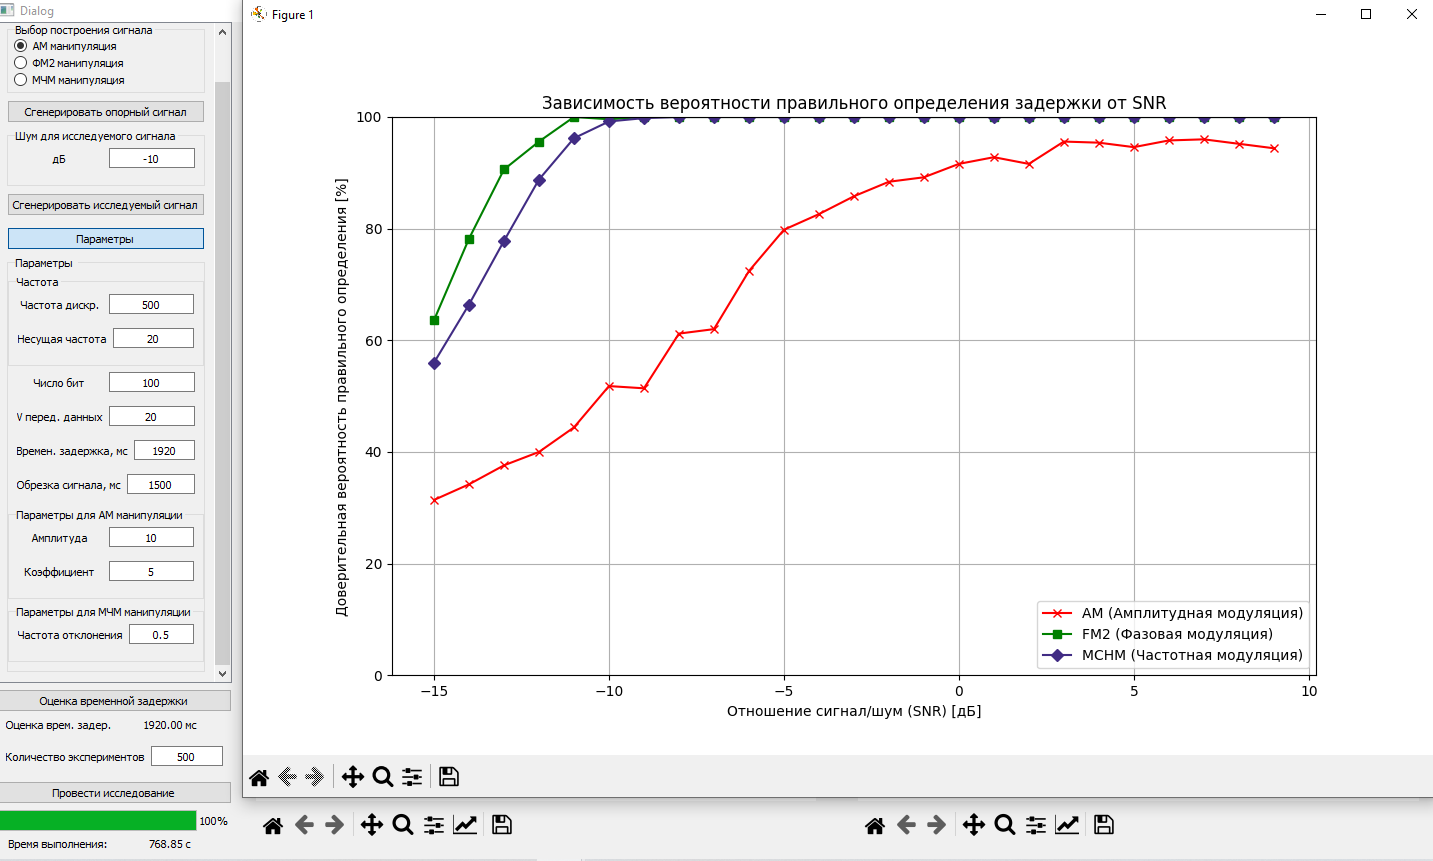 Dialog
Выбор построения сигнала
АМ манипуляция
ФМ2 манипуляция
МЧМ манипуляция
Сгенерировать опорный сигнал
Шум для исследуемого сигнала
дБ -10
Сгенерировать исследуемый сигнал
Параметры
Параметры
Частота
Частота дискр. 500
Несущая частота 20
Число бит 100
V перед. данных 20
Времен. задержка, мс 1920
Обрезка сигнала, мс 1500
Параметры для АМ манипуляции
Амплитуда 10
Коэффициент 5
Параметры для МЧМ манипуляции
Частота отклонения 0.5
Оценка временной задержки
Оценка врем. задер. 1920.00 мс
Количество экспериментов 500
Провести исследование
100%
Время выполнения: 768.85 с
Figure 1
Зависимость вероятности правильного определения задержки от SNR
Доверительная вероятность правильного определения [%]
100
80
60
40
20
0
−15 −10 −5 0 5 10
Отношение сигнал/шум (SNR) [дБ]
AM (Амплитудная модуляция)
FM2 (Фазовая модуляция)
MCHM (Частотная модуляция)